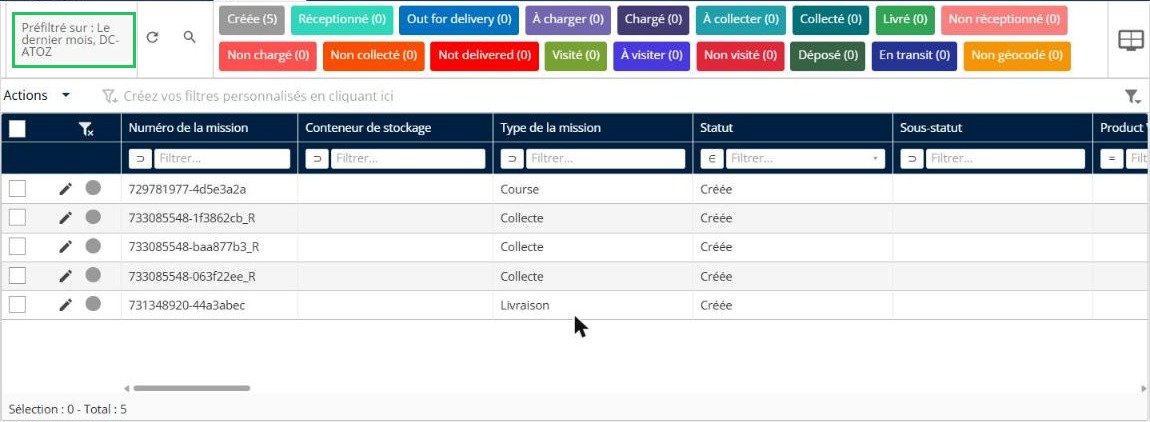 Préfiltré sur : Le
dernier mois, DC-
ATOZ
Créée (5) Réceptionné (0) Out for delivery (0) À charger (0) Chargé (0) À collecter (0) Collecté (0) Livré (0) Non réceptionné (0)
Non chargé (0) Non collecté (0) Not delivered (0) Visité (0) À visiter (0) Non visité (0) Déposé (0) En transit (0) Non géocodé (0)
Actions Créez vos filtres personnalisés en cliquant ici
Numéro de la mission Conteneur de stockage Type de la mission Statut Sous-statut Product
⊃ Filtrer... ⊃ Filtrer... ⊃ Filtrer... ∈ Filtrer... ⊃ Filtrer... = Filt
729781977-4d5e3a2a Course Créée
733085548-1f3862cb_R Collecte Créée
733085548-baa877b3_R Collecte Créée
733085548-063f22ee_R Collecte Créée
731348920-44a3abec Livraison Créée
Sélection : 0 - Total : 5